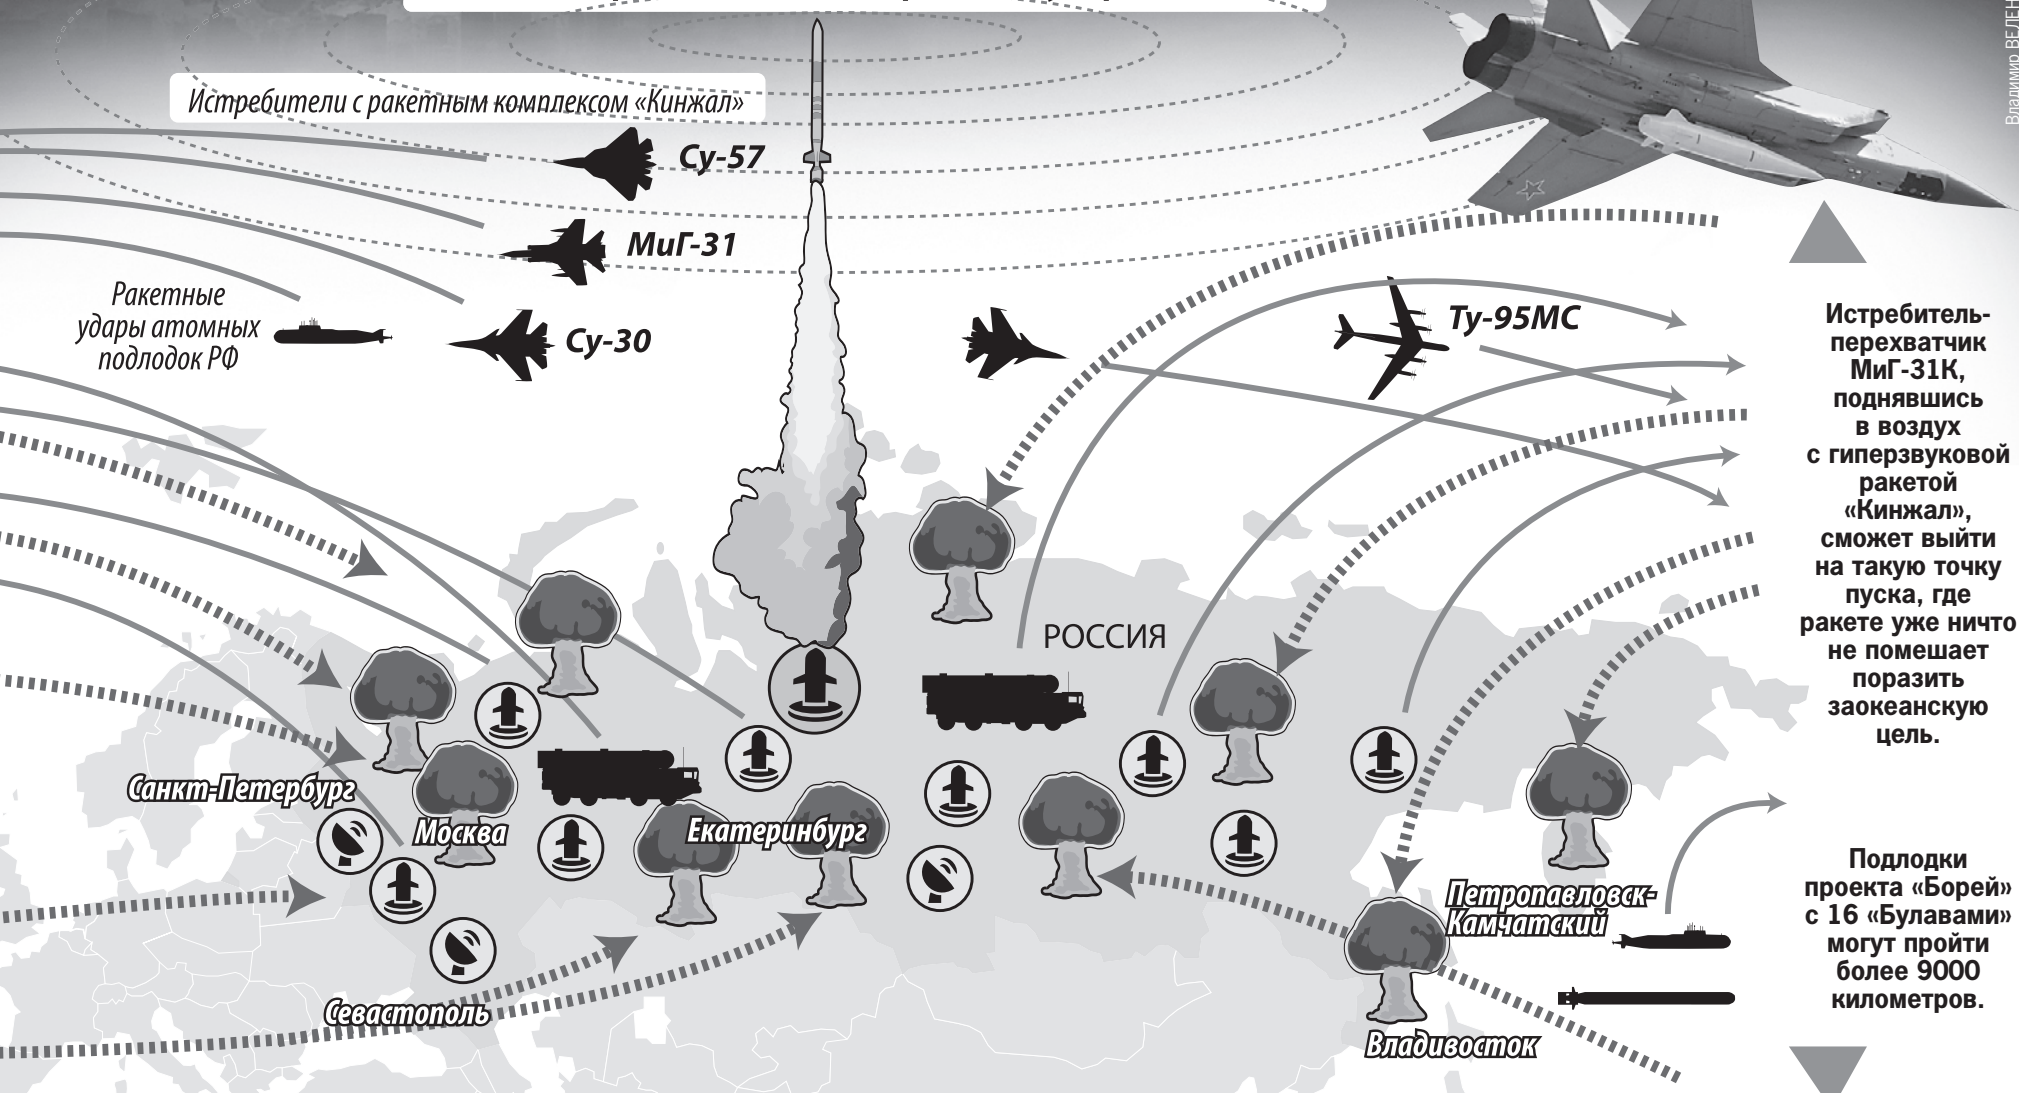 Владимир ВЕЛЕН
Истребители с ракетным комплексом «Кинжал»
Су-57
МиГ-31
Су-30
Ракетные
удары атомных
подлодок РФ
Ту-95МС
Истребитель-
перехватчик
МиГ-31К,
поднявшись
в воздух
с гиперзвуковой
ракетой
«Кинжал»,
сможет выйти
на такую точку
пуска, где
ракете уже ничто
не помешает
поразить
заокеанскую
цель.
РОССИЯ
Санкт-Петербург
Москва
Екатеринбург
Севастополь
Петропавловск-
Камчатский
Владивосток
Подлодки
проекта «Борей»
с 16 «Булавами»
могут пройти
более 9000
километров.